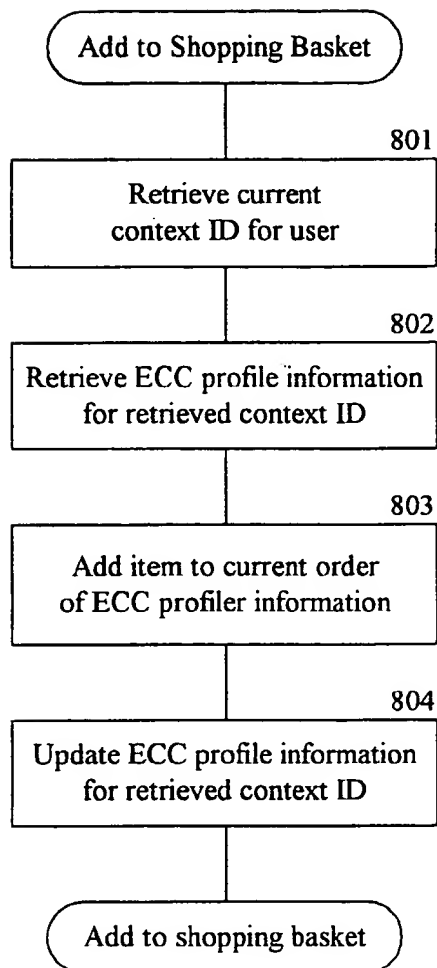 Add to Shopping Basket
801
Retrieve current
context ID for user
802
Retrieve ECC profile information
for retrieved context ID
803
Add item to current order
of ECC profiler information
804
Update ECC profile information
for retrieved context ID
Add to shopping basket